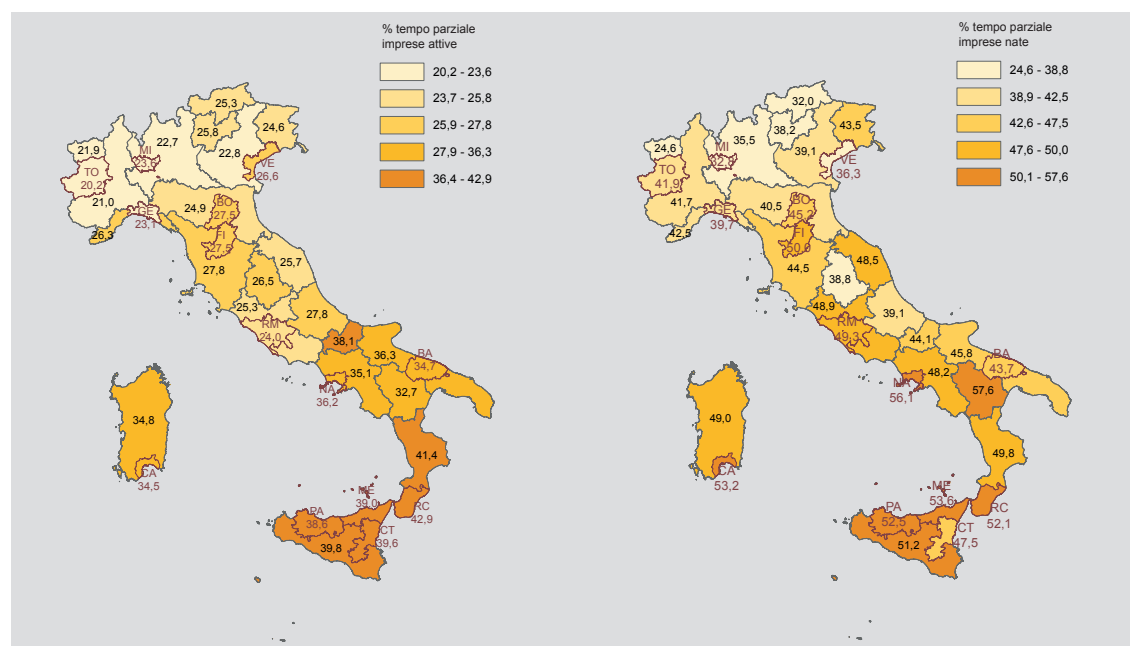 % tempo parziale
imprese attive
20,2 - 23,6
23,7 - 25,8
25,9 - 27,8
27,9 - 36,3
36,4 - 42,9
25,3
25,8
24,6
22,7
22,8
21,9
MI
23,6
VE
26,6
TO
20,2
21,0
GE
23,1
24,9
BO
27,5
26,3
FI
27,5
27,8
25,7
26,5
25,3
27,8
RM
24,0
38,1
36,3
BA
34,7
35,1
NA
36,2
32,7
34,8
CA
34,5
41,4
ME
39,0
RC
42,9
PA
38,6
CT
39,6
39,8
% tempo parziale
imprese nate
24,6 - 38,8
38,9 - 42,5
42,6 - 47,5
47,6 - 50,0
50,1 - 57,6
32,0
38,2
43,5
35,5
39,1
24,6
MI
VE
36,3
TO
41,9
41,7
GE
39,7
40,5
BO
45,2
42,5
FI
50,0
44,5
48,5
38,8
48,9
39,1
RM
49,3
44,1
45,8
BA
43,7
48,2
NA
56,1
57,6
49,0
CA
53,2
49,8
ME
53,6
RC
52,1
PA
52,5
CT
47,5
51,2